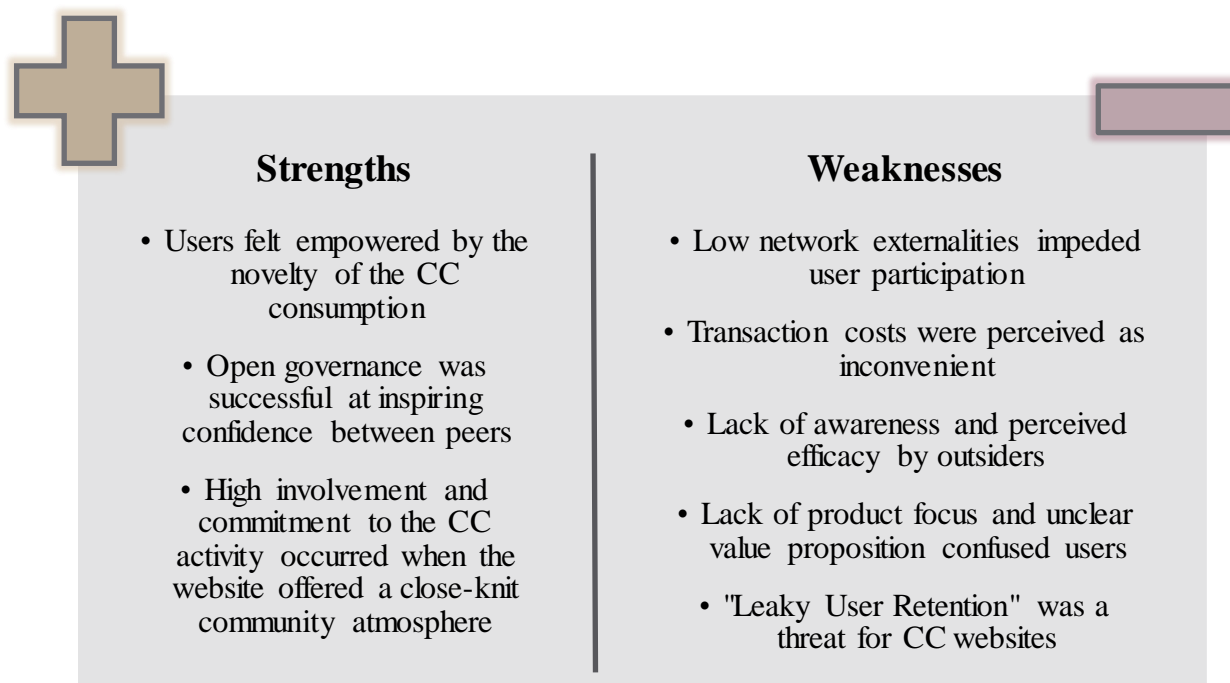 Strengths
• Users felt empowered by the
novelty of the CC
consumption
• Open governance was
successful at inspiring
confidence between peers
• High involvement and
commitment to the CC
activity occurred when the
website offered a close-knit
community atmosphere
Weaknesses
• Low network externalities impeded
user participation
• Transaction costs were perceived as
inconvenient
• Lack of awareness and perceived
efficacy by outsiders
• Lack of product focus and unclear
value proposition confused users
• "Leaky User Retention" was a
threat for CC websites